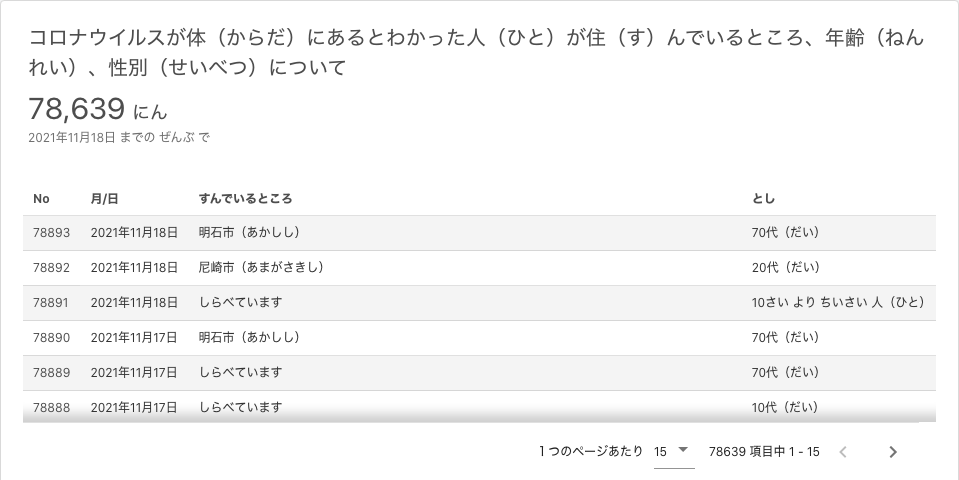 コロナウイルスが体（からだ）にあるとわかった人（ひと）が住（す）んでいるところ、年齢（ねん
れい）、性別（せいべつ）について
78,639 にん
2021年11月18日 までの ぜんぶ で
No 月/日 すんでいるところ とし
78893 2021年11月18日 明石市（あかしし） 70代（だい）
78892 2021年11月18日 尼崎市（あまがさきし） 20代（だい）
78891 2021年11月18日 しらべています 10さい より ちいさい 人（ひと）
78890 2021年11月17日 明石市（あかしし） 70代（だい）
78889 2021年11月17日 しらべています 70代（だい）
78888 2021年11月17日 しらべています 10代（だい）
1 つのページあたり 15 78639 項目中 1 - 15